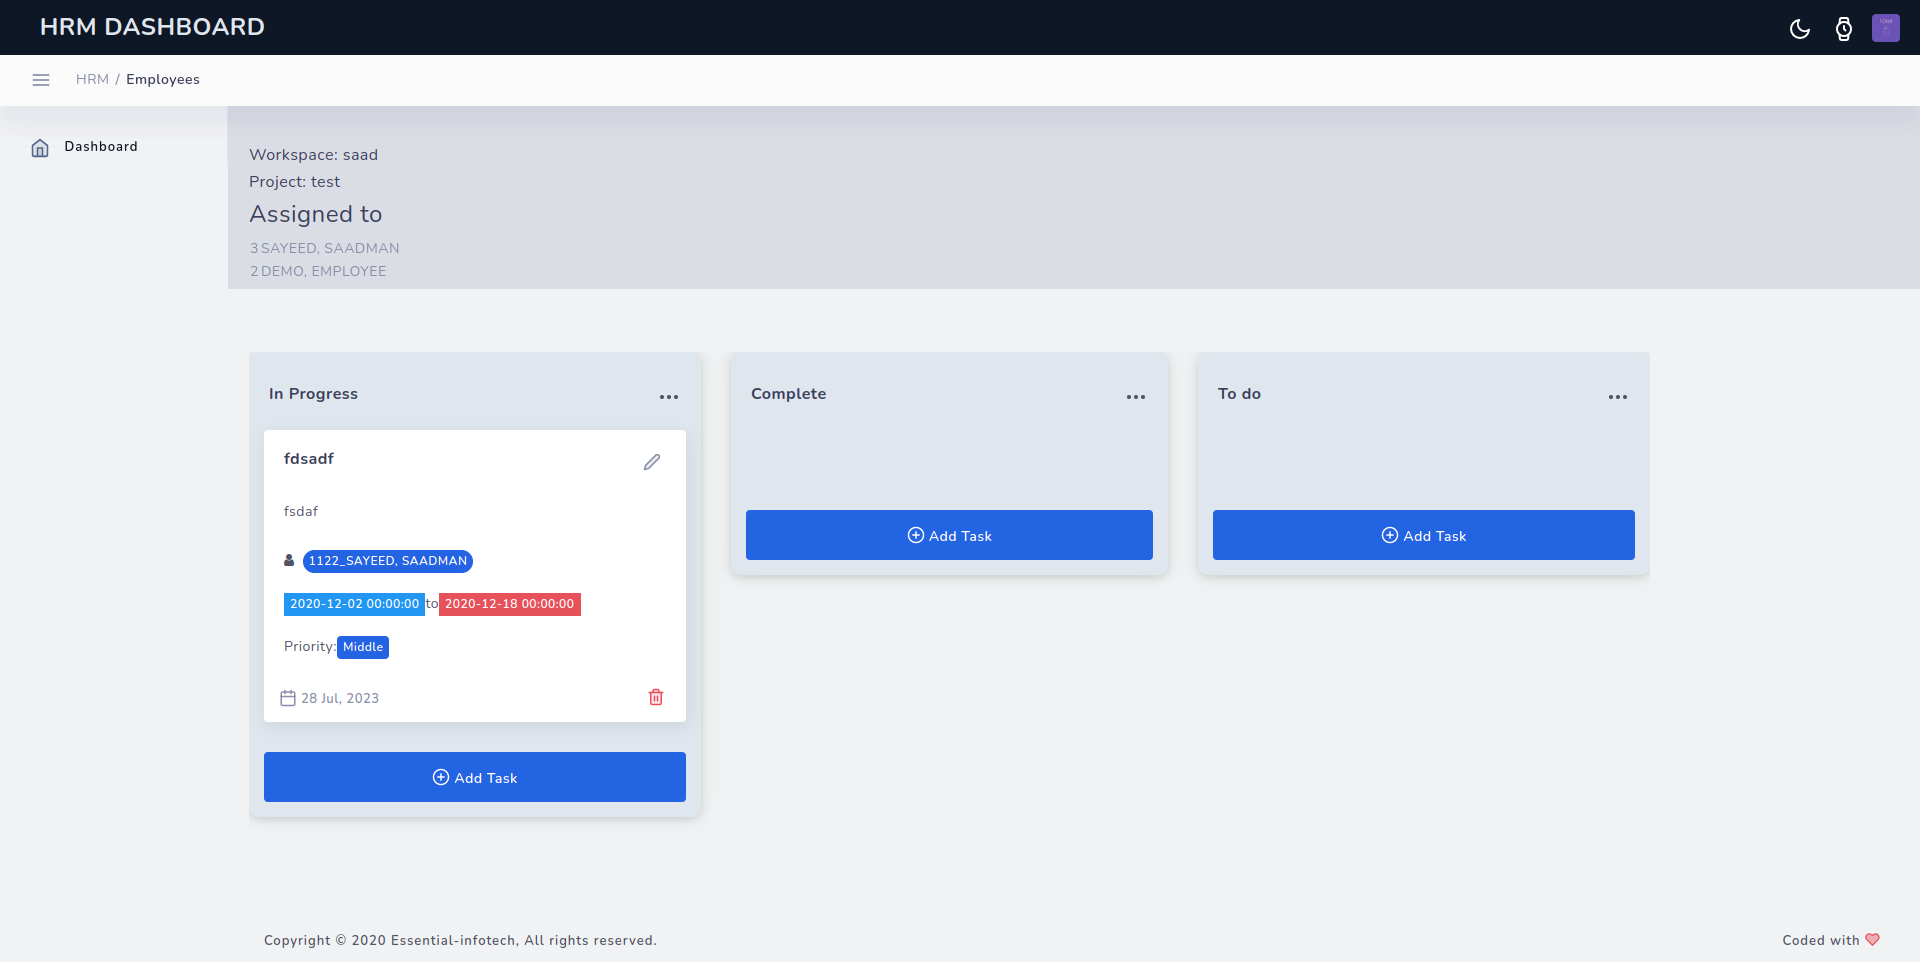 HRM DASHBOARD
HRM / Employees
Dashboard
Workspace: saad
Project: test
Assigned to
3 SAYEED, SAADMAN
2 DEMO, EMPLOYEE
In Progress
fdsadf
fsdaf
1122_SAYEED, SAADMAN
2020-12-02 00:00:00 to 2020-12-18 00:00:00
Priority: Middle
28 Jul, 2023
Add Task
Complete
Add Task
To do
Add Task
Copyright © 2020 Essential-infotech, All rights reserved.
Coded with